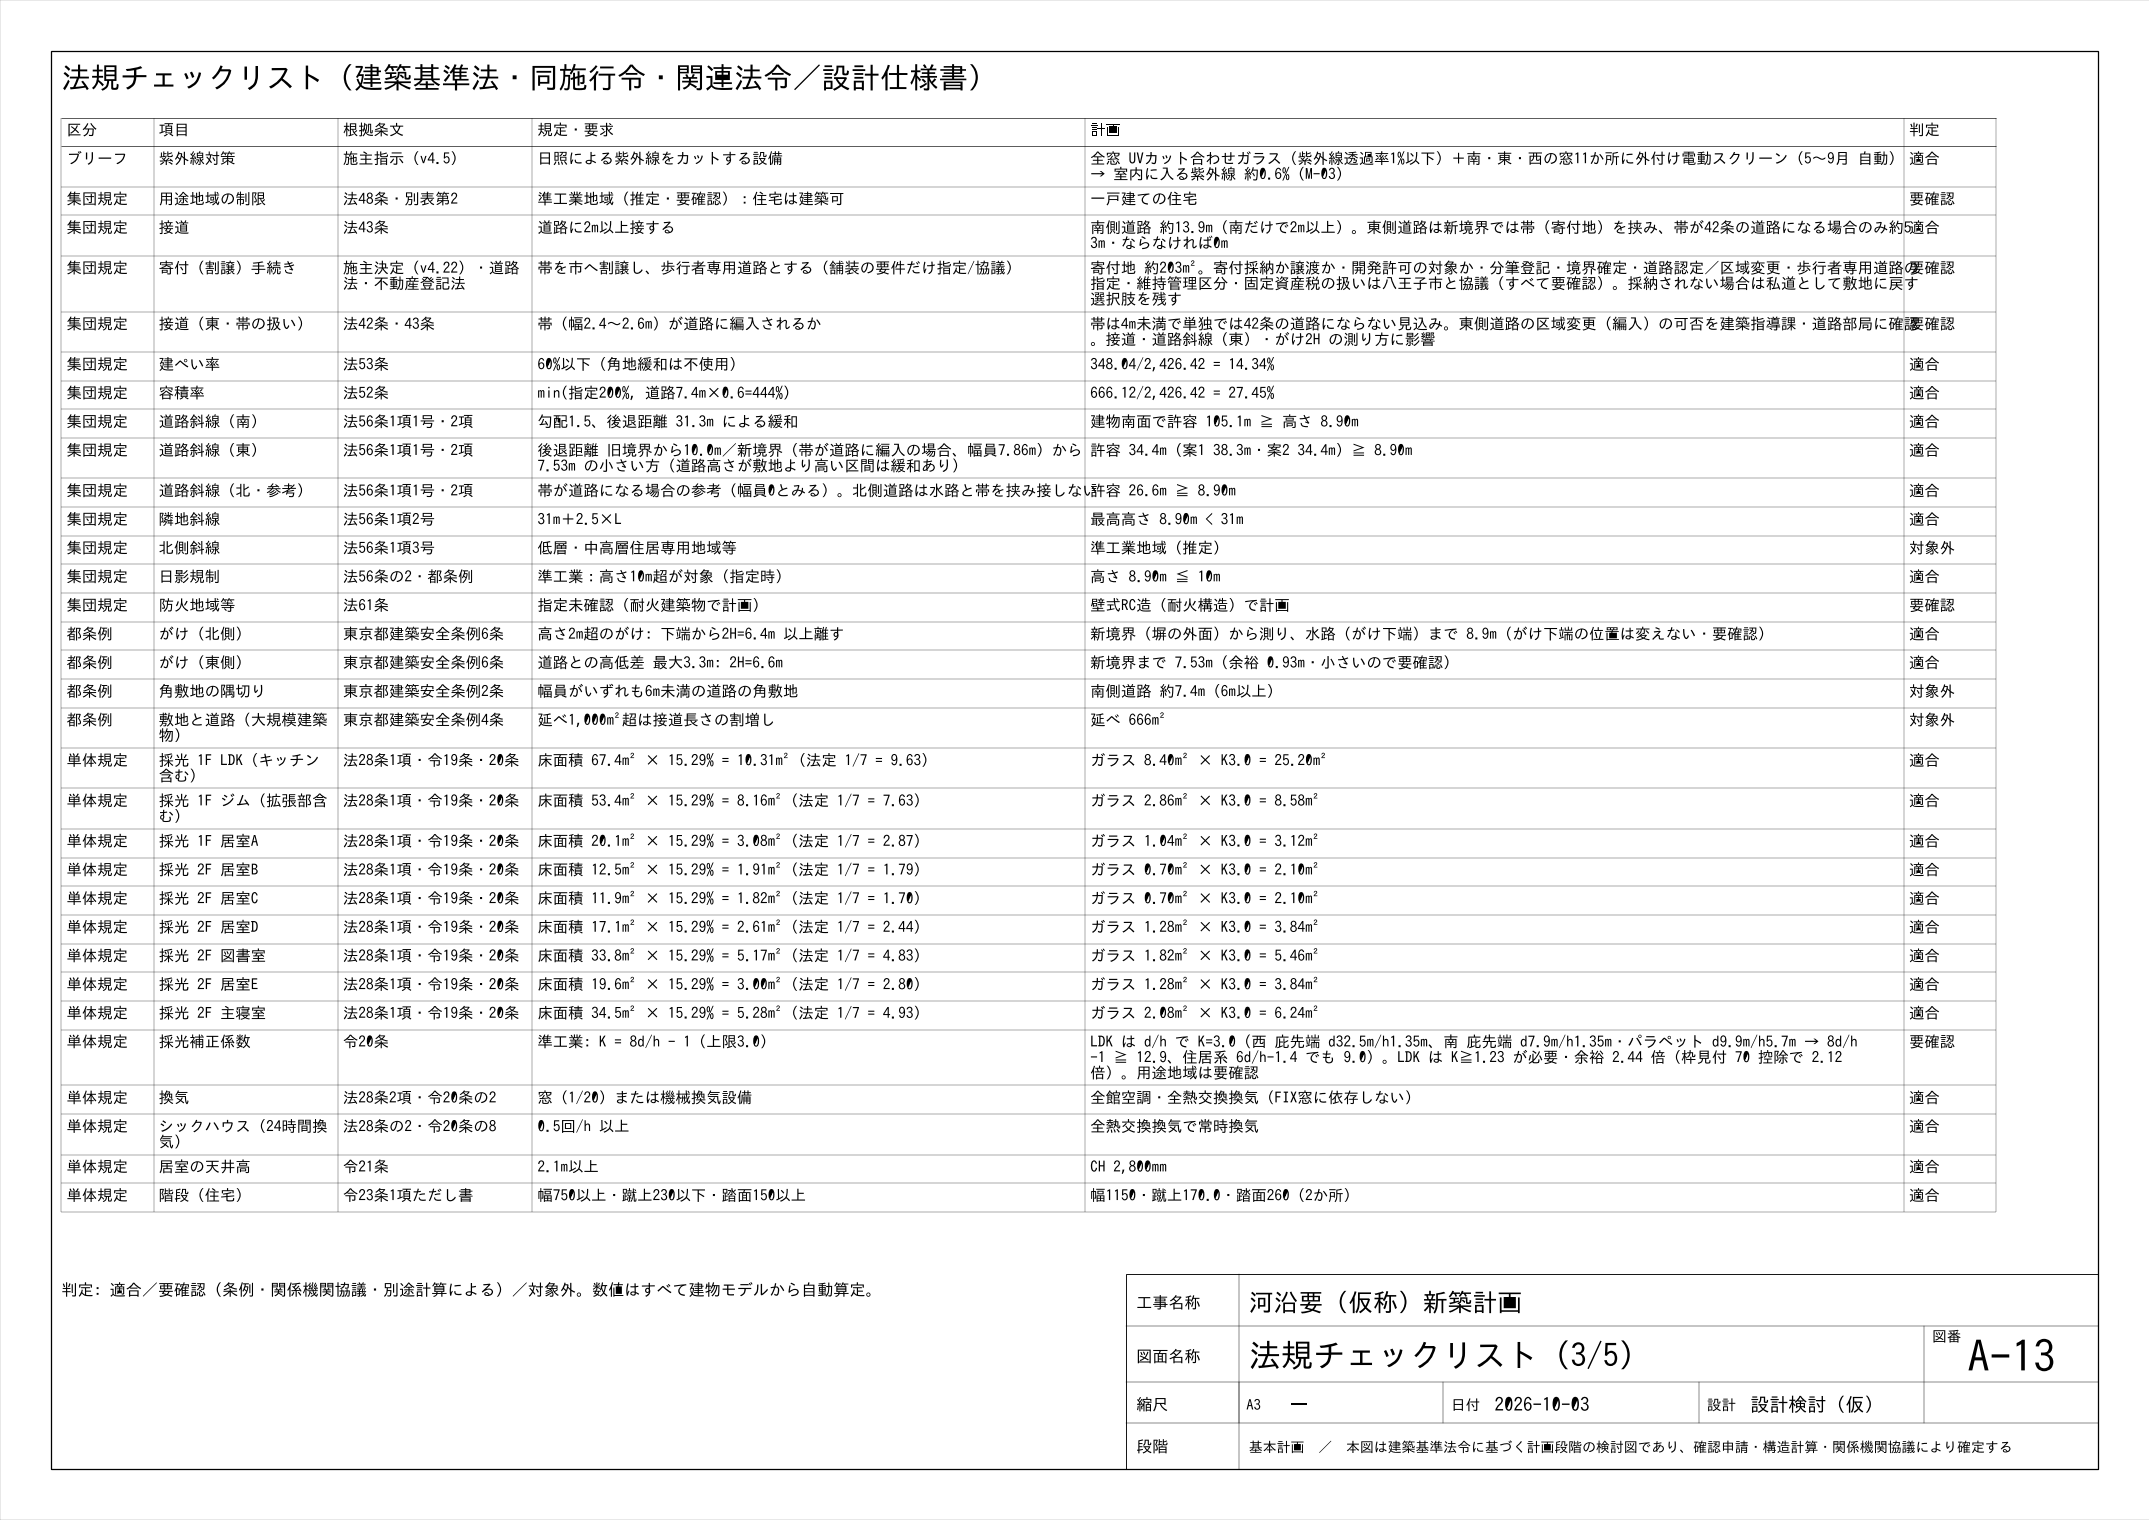 法規チェックリスト（建築基準法・同施行令・関連法令／設計仕様書）
区分 項目 根拠条文 規定・要求 計画 判定
ブリーフ 紫外線対策 施主指示（v4.5） 日照による紫外線をカットする設備 全窓 UVカット合わせガラス（紫外線透過率1%以下）＋南・東・西の窓11か所に外付け電動スクリーン（5〜9月 自動） 適合
→ 室内に入る紫外線 約0.6%（M-03）
集団規定 用途地域の制限 法48条・別表第2 準工業地域（推定・要確認）：住宅は建築可 一戸建ての住宅 要確認
集団規定 接道 法43条 道路に2m以上接する 南側道路 約13.9m（南だけで2m以上）。東側道路は新境界では帯（寄付地）を挟み、帯が42条の道路になる場合のみ約5 適合
3m・ならなければ0m
集団規定 寄付（割譲）手続き 施主決定（v4.22）・道路 帯を市へ割譲し、歩行者専用道路とする（舗装の要件だけ指定/協議） 寄付地 約203m²。寄付採納か譲渡か・開発許可の対象か・分筆登記・境界確定・道路認定／区域変更・歩行者専用道路の 要確認
法・不動産登記法 指定・維持管理区分・固定資産税の扱いは八王子市と協議（すべて要確認）。採納されない場合は私道として敷地に戻す
選択肢を残す
集団規定 接道（東・帯の扱い） 法42条・43条 帯（幅2.4〜2.6m）が道路に編入されるか 帯は4m未満で単独では42条の道路にならない見込み。東側道路の区域変更（編入）の可否を建築指導課・道路部局に確認 要確認
。接道・道路斜線（東）・がけ2H の測り方に影響
集団規定 建ぺい率 法53条 60%以下（角地緩和は不使用） 348.04/2,426.42 = 14.34% 適合
集団規定 容積率 法52条 min(指定200%, 道路7.4m×0.6=444%) 666.12/2,426.42 = 27.45% 適合
集団規定 道路斜線（南） 法56条1項1号・2項 勾配1.5、後退距離 31.3m による緩和 建物南面で許容 105.1m ≧ 高さ 8.90m 適合
集団規定 道路斜線（東） 法56条1項1号・2項 後退距離 旧境界から10.0m／新境界（帯が道路に編入の場合、幅員7.86m）から 許容 34.4m（案1 38.3m・案2 34.4m）≧ 8.90m 適合
7.53m の小さい方（道路高さが敷地より高い区間は緩和あり）
集団規定 道路斜線（北・参考） 法56条1項1号・2項 帯が道路になる場合の参考（幅員0とみる）。北側道路は水路と帯を挟み接しない 許容 26.6m ≧ 8.90m 適合
集団規定 隣地斜線 法56条1項2号 31m＋2.5×L 最高高さ 8.90m < 31m 適合
集団規定 北側斜線 法56条1項3号 低層・中高層住居専用地域等 準工業地域（推定） 対象外
集団規定 日影規制 法56条の2・都条例 準工業：高さ10m超が対象（指定時） 高さ 8.90m ≦ 10m 適合
集団規定 防火地域等 法61条 指定未確認（耐火建築物で計画） 壁式RC造（耐火構造）で計画 要確認
都条例 がけ（北側） 東京都建築安全条例6条 高さ2m超のがけ: 下端から2H=6.4m 以上離す 新境界（塀の外面）から測り、水路（がけ下端）まで 8.9m（がけ下端の位置は変えない・要確認） 適合
都条例 がけ（東側） 東京都建築安全条例6条 道路との高低差 最大3.3m: 2H=6.6m 新境界まで 7.53m（余裕 0.93m・小さいので要確認） 適合
都条例 角敷地の隅切り 東京都建築安全条例2条 幅員がいずれも6m未満の道路の角敷地 南側道路 約7.4m（6m以上） 対象外
都条例 敷地と道路（大規模建築 東京都建築安全条例4条 延べ1,000m²超は接道長さの割増し 延べ 666m² 対象外
物）
単体規定 採光 1F LDK（キッチン 法28条1項・令19条・20条 床面積 67.4m² × 15.29% = 10.31m²（法定 1/7 = 9.63） ガラス 8.40m² × K3.0 = 25.20m² 適合
含む）
単体規定 採光 1F ジム（拡張部含 法28条1項・令19条・20条 床面積 53.4m² × 15.29% = 8.16m²（法定 1/7 = 7.63） ガラス 2.86m² × K3.0 = 8.58m² 適合
む）
単体規定 採光 1F 居室A 法28条1項・令19条・20条 床面積 20.1m² × 15.29% = 3.08m²（法定 1/7 = 2.87） ガラス 1.04m² × K3.0 = 3.12m² 適合
単体規定 採光 2F 居室B 法28条1項・令19条・20条 床面積 12.5m² × 15.29% = 1.91m²（法定 1/7 = 1.79） ガラス 0.70m² × K3.0 = 2.10m² 適合
単体規定 採光 2F 居室C 法28条1項・令19条・20条 床面積 11.9m² × 15.29% = 1.82m²（法定 1/7 = 1.70） ガラス 0.70m² × K3.0 = 2.10m² 適合
単体規定 採光 2F 居室D 法28条1項・令19条・20条 床面積 17.1m² × 15.29% = 2.61m²（法定 1/7 = 2.44） ガラス 1.28m² × K3.0 = 3.84m² 適合
単体規定 採光 2F 図書室 法28条1項・令19条・20条 床面積 33.8m² × 15.29% = 5.17m²（法定 1/7 = 4.83） ガラス 1.82m² × K3.0 = 5.46m² 適合
単体規定 採光 2F 居室E 法28条1項・令19条・20条 床面積 19.6m² × 15.29% = 3.00m²（法定 1/7 = 2.80） ガラス 1.28m² × K3.0 = 3.84m² 適合
単体規定 採光 2F 主寝室 法28条1項・令19条・20条 床面積 34.5m² × 15.29% = 5.28m²（法定 1/7 = 4.93） ガラス 2.08m² × K3.0 = 6.24m² 適合
単体規定 採光補正係数 令20条 準工業: K = 8d/h - 1（上限3.0） LDK は d/h で K=3.0（西 庇先端 d32.5m/h1.35m、南 庇先端 d7.9m/h1.35m・パラペット d9.9m/h5.7m → 8d/h 要確認
-1 ≧ 12.9、住居系 6d/h-1.4 でも 9.0）。LDK は K≧1.23 が必要・余裕 2.44 倍（枠見付 70 控除で 2.12
倍）。用途地域は要確認
単体規定 換気 法28条2項・令20条の2 窓（1/20）または機械換気設備 全館空調・全熱交換換気（FIX窓に依存しない） 適合
単体規定 シックハウス（24時間換 法28条の2・令20条の8 0.5回/h 以上 全熱交換換気で常時換気 適合
気）
単体規定 居室の天井高 令21条 2.1m以上 CH 2,800mm 適合
単体規定 階段（住宅） 令23条1項ただし書 幅750以上・蹴上230以下・踏面150以上 幅1150・蹴上170.0・踏面260（2か所） 適合
判定: 適合／要確認（条例・関係機関協議・別途計算による）／対象外。数値はすべて建物モデルから自動算定。
工事名称 河沿要（仮称）新築計画
図面名称 法規チェックリスト（3/5） 図番 A-13
縮尺 A3 — 日付 2026-10-03 設計 設計検討（仮）
段階 基本計画 ／ 本図は建築基準法令に基づく計画段階の検討図であり、確認申請・構造計算・関係機関協議により確定する